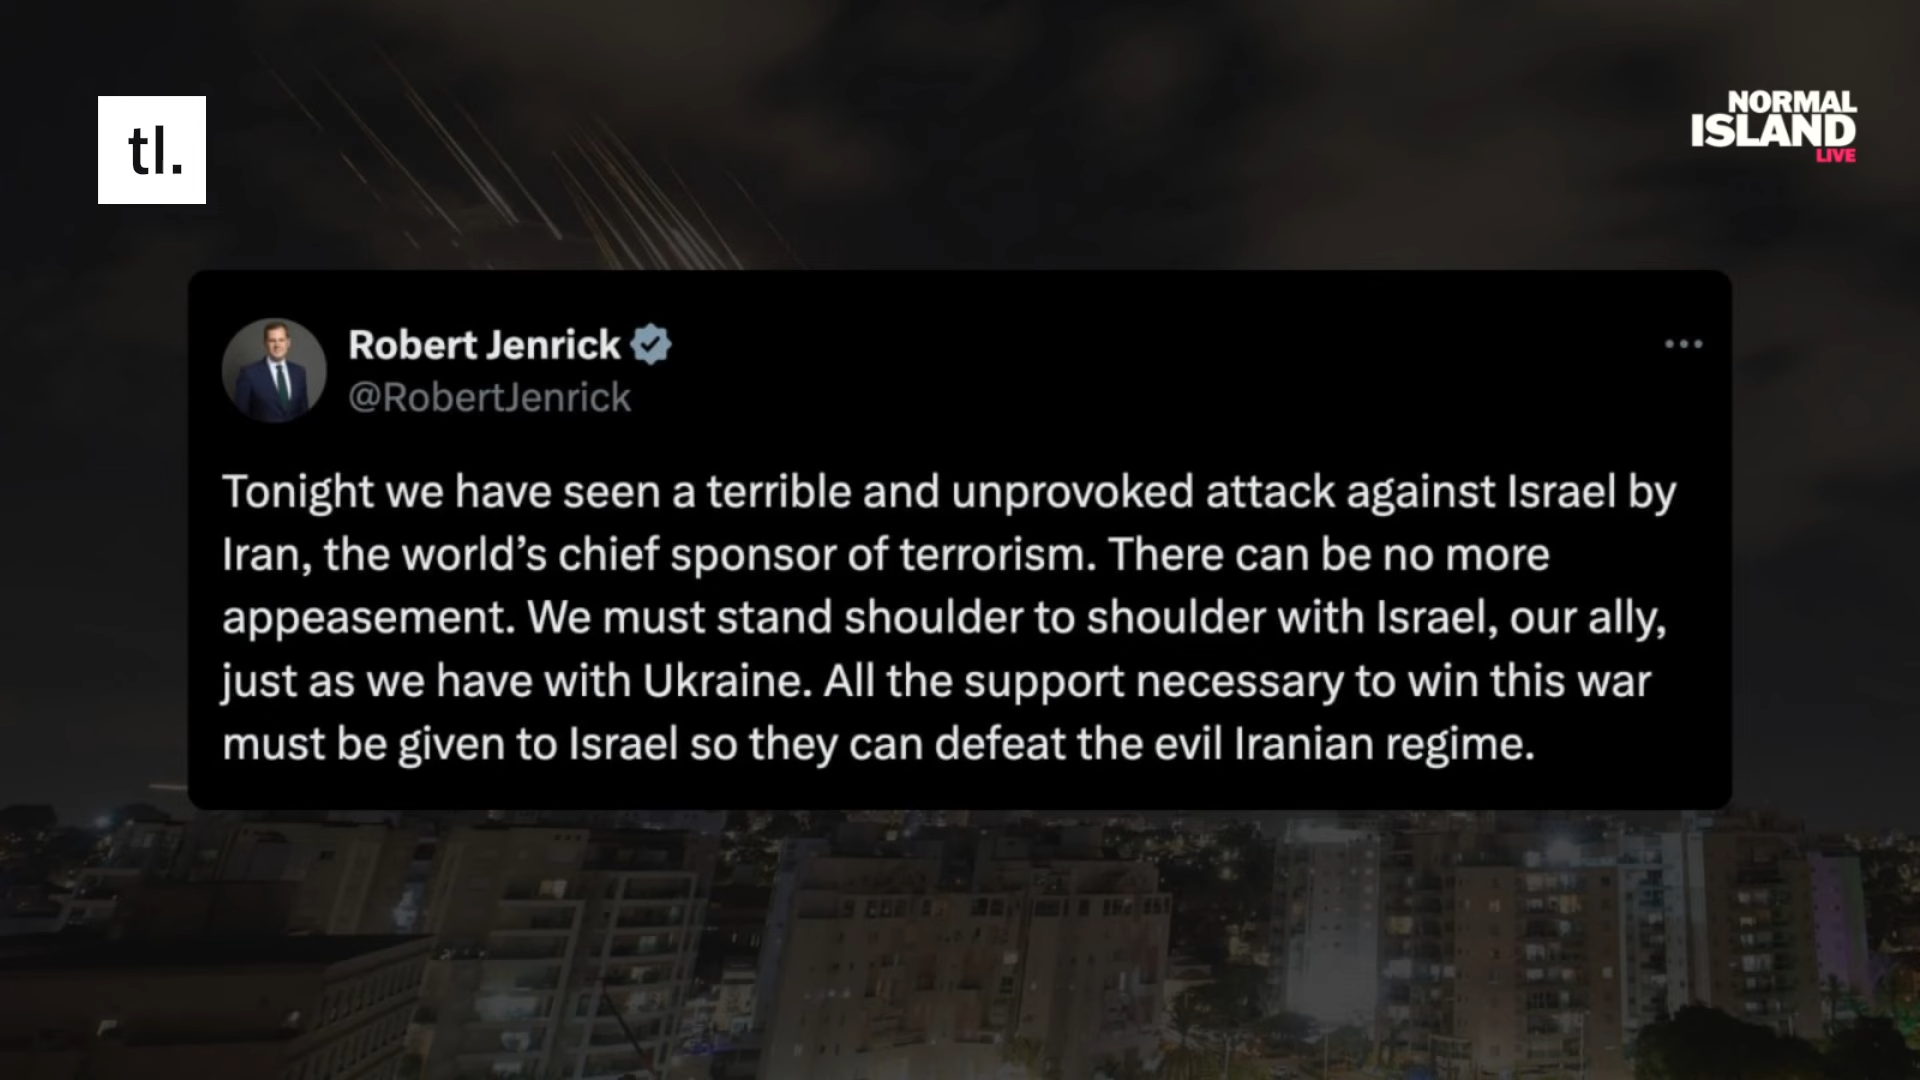 tl.
NORMAL
ISLAND
LIVE
Robert Jenrick
@RobertJenrick
Tonight we have seen a terrible and unprovoked attack against Israel by
Iran, the world’s chief sponsor of terrorism. There can be no more
appeasement. We must stand shoulder to shoulder with Israel, our ally,
just as we have with Ukraine. All the support necessary to win this war
must be given to Israel so they can defeat the evil Iranian regime.